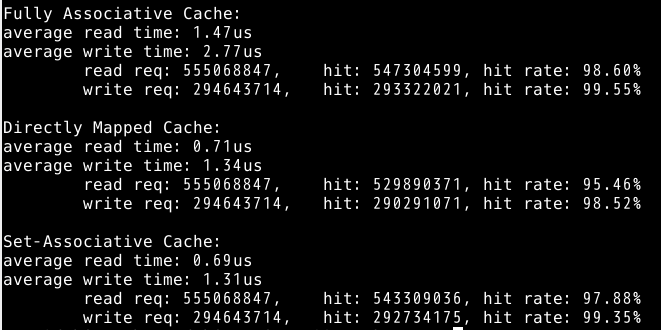 Fully Associative Cache:
average read time: 1.47us
average write time: 2.77us
read req: 555068847, hit: 547304599, hit rate: 98.60%
write req: 294643714, hit: 293322021, hit rate: 99.55%
Directly Mapped Cache:
average read time: 0.71us
average write time: 1.34us
read req: 555068847, hit: 529890371, hit rate: 95.46%
write req: 294643714, hit: 290291071, hit rate: 98.52%
Set-Associative Cache:
average read time: 0.69us
average write time: 1.31us
read req: 555068847, hit: 543309036, hit rate: 97.88%
write req: 294643714, hit: 292734175, hit rate: 99.35%